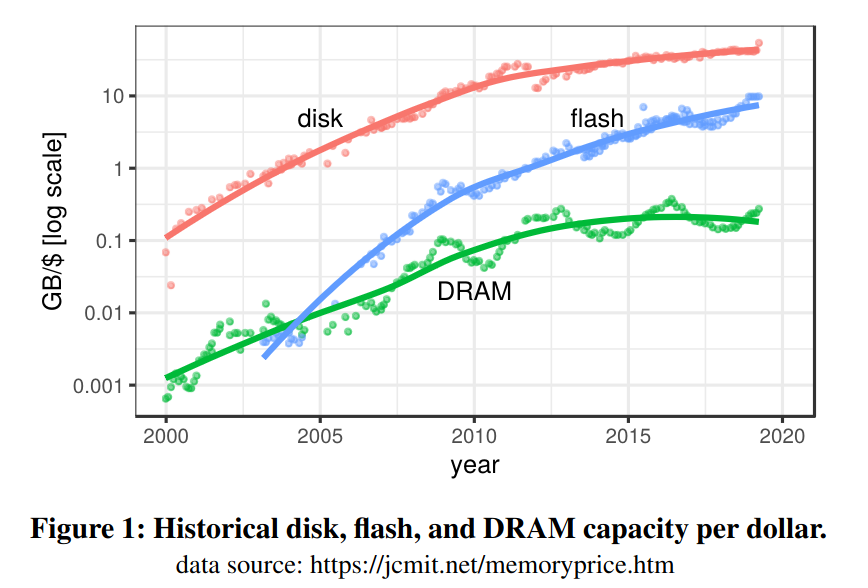 GB/$ [log scale]
10
1
0.1
0.01
0.001
disk
flash
DRAM
2000 2005 2010 2015 2020
year
Figure 1: Historical disk, flash, and DRAM capacity per dollar.
data source: https://jcmit.net/memoryprice.htm